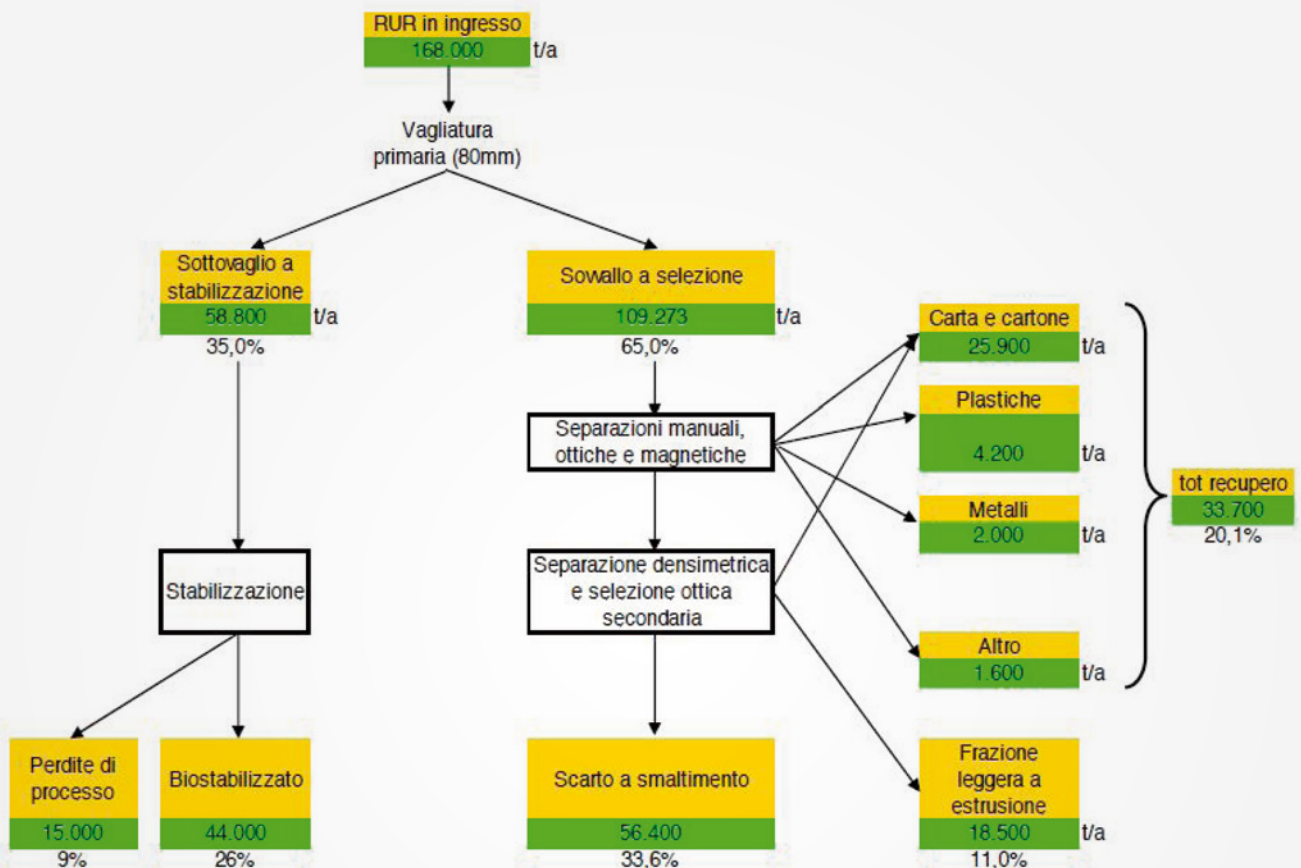 RUR in ingresso
168.000 t/a
Vagliatura
primaria (80mm)
Sottovaglio a
stabilizzazione
58.800 t/a
35,0%
Sovvallo a selezione
109.273 t/a
65,0%
Carta e cartone
25.900 t/a
Plastiche
4.200 t/a
Separazioni manuali,
ottiche e magnetiche
Metalli
2.000 t/a
tot recupero
33.700
20,1%
Stabilizzazione
Separazione densimetrica
e selezione ottica
secondaria
Altro
1.600 t/a
Perdite di
processo
15.000
9%
Biostabilizzato
44.000
26%
Scarto a smaltimento
56.400
33,6%
Frazione
leggera a
estrusione
18.500 t/a
11,0%